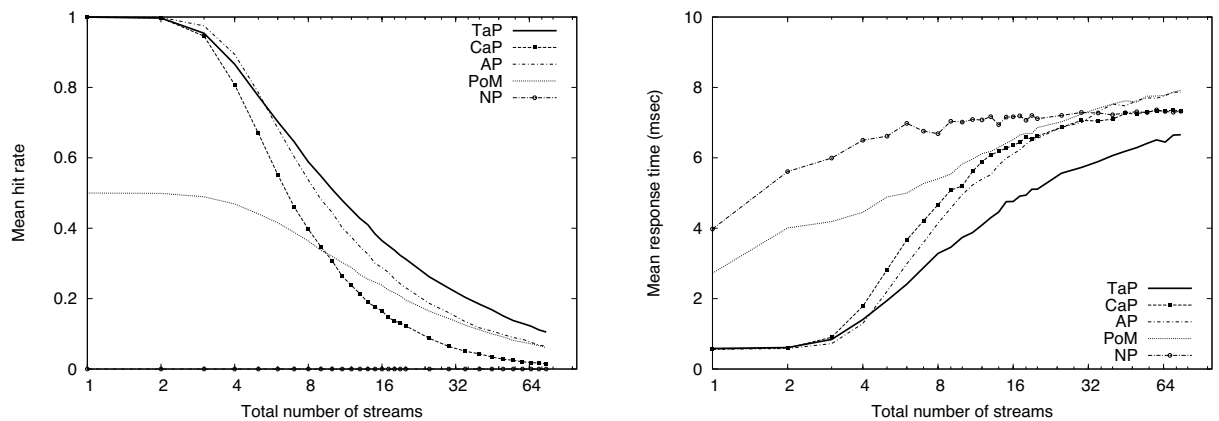 Mean hit rate
1
0.8
0.6
0.4
0.2
0
1 2 4 8 16 32 64
Total number of streams
TaP
CaP
AP
PoM
NP
Mean response time (msec)
10
8
6
4
2
0
1 2 4 8 16 32 64
Total number of streams
TaP
CaP
AP
PoM
NP